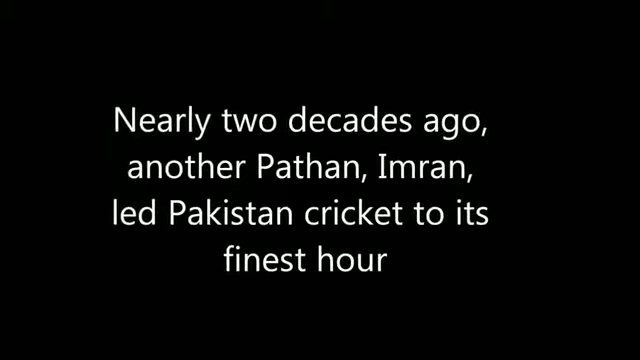 Nearly two decades ago,
another Pathan, Imran,
led Pakistan cricket to its
finest hour